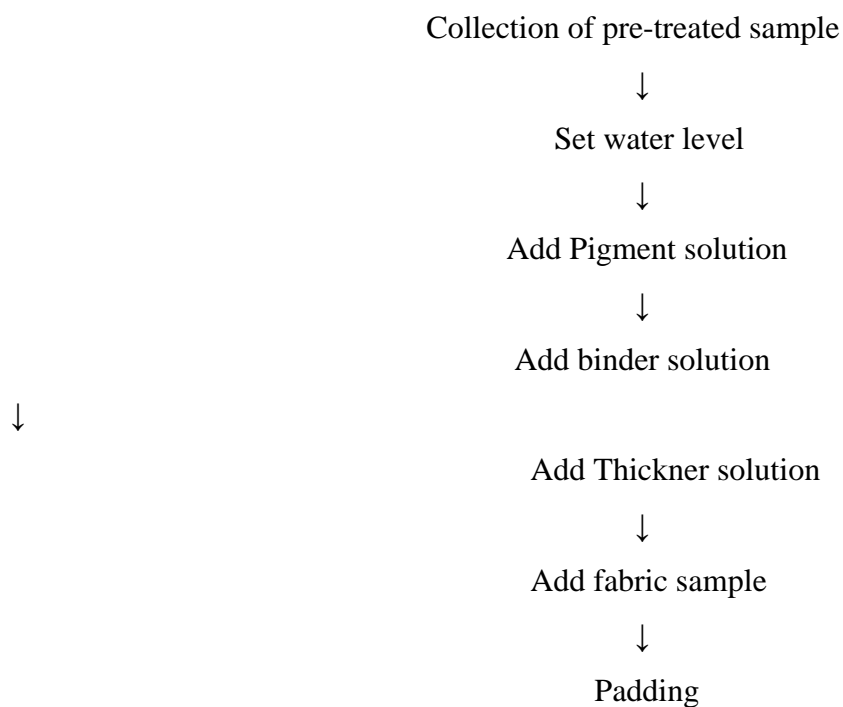 Collection of pre-treated sample
↓
Set water level
↓
Add Pigment solution
↓
Add binder solution
↓
Add Thickner solution
↓
Add fabric sample
↓
Padding